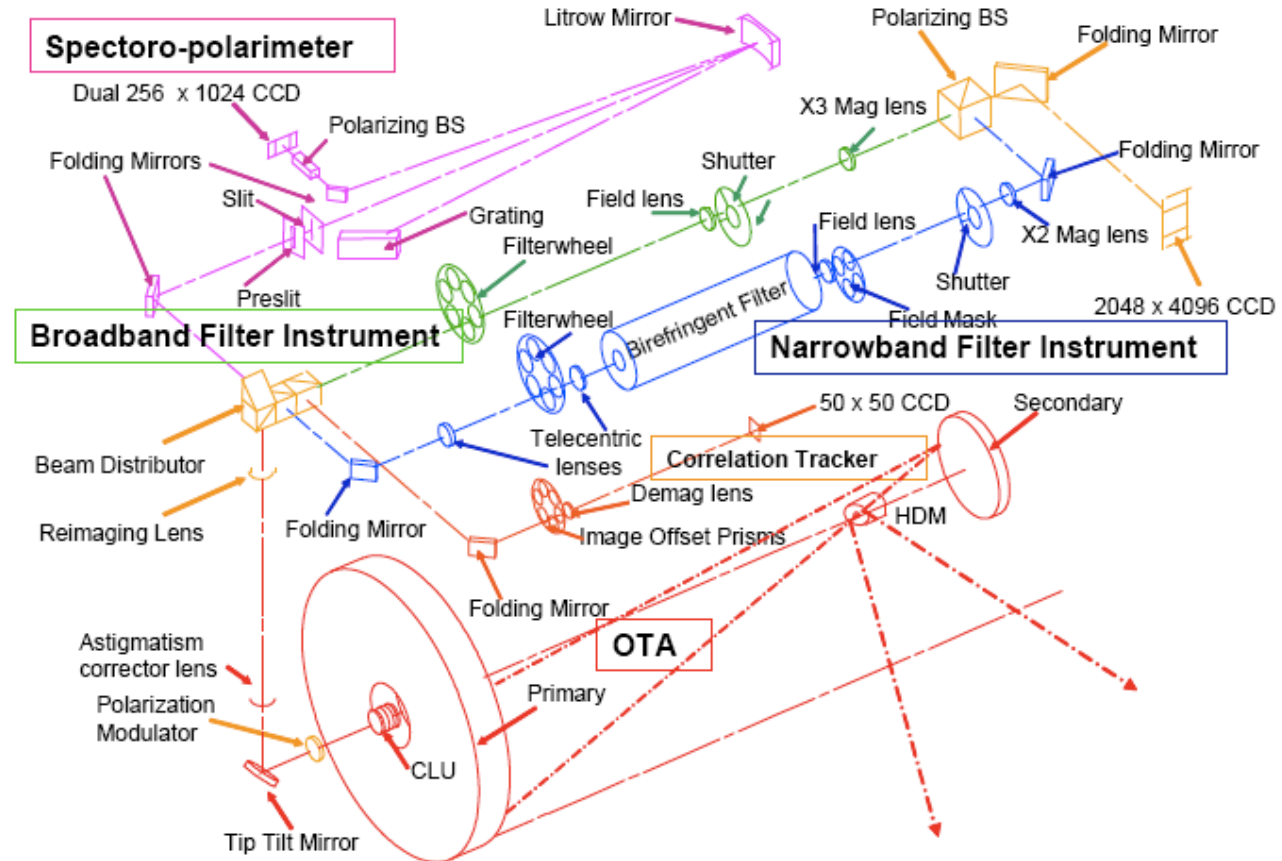 Litrow Mirror
Polarizing BS
Folding Mirror
Spectoro-polarimeter
Dual 256 x 1024 CCD
Polarizing BS
X3 Mag lens
Folding Mirrors
Shutter
Folding Mirror
Slit
Field lens
Grating
Field lens
X2 Mag lens
Filterwheel
Shutter
Preslit
2048 x 4096 CCD
Broadband Filter Instrument
Filterwheel
Birefringent Filter
Field Mask
Narrowband Filter Instrument
50 x 50 CCD
Secondary
Beam Distributor
Telecentric
lenses
Correlation Tracker
Demag lens
HDM
Reimaging Lens
Folding Mirror
Image Offset Prisms
Folding Mirror
OTA
Astigmatism
corrector lens
Primary
Polarization
Modulator
CLU
Tip Tilt Mirror